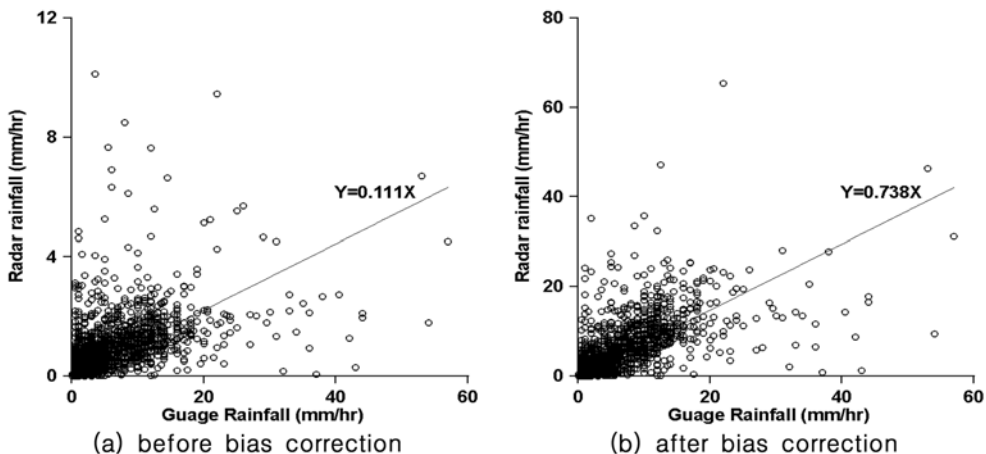 12
8
4
0
Radar rainfall (mm/hr)
Y=0.111X
0 20 40 60
Guage Rainfall (mm/hr)
(a) before bias correction
80
60
40
20
0
Radar rainfall (mm/hr)
Y=0.738X
0 20 40 60
Guage Rainfall (mm/hr)
(b) after bias correction